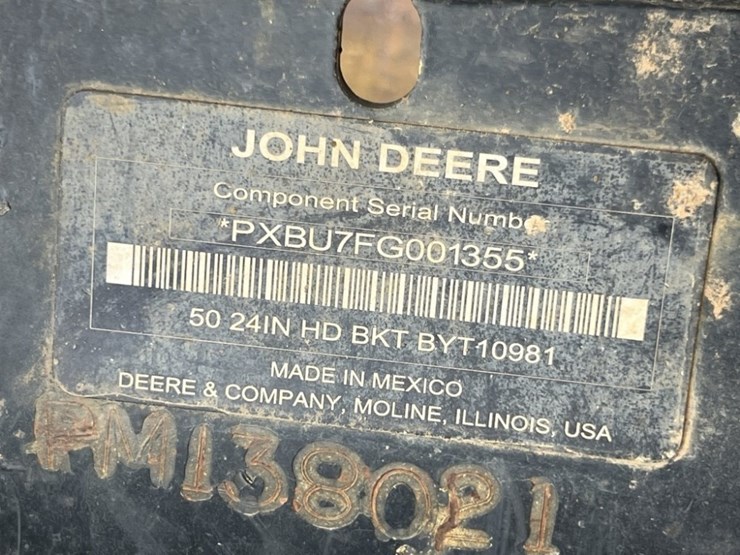 JOHN DEERE
Component Serial Number
*PXBU7FG001355*
50 24IN HD BKT BYT10981
MADE IN MEXICO
DEERE & COMPANY, MOLINE, ILLINOIS, USA
PM138021